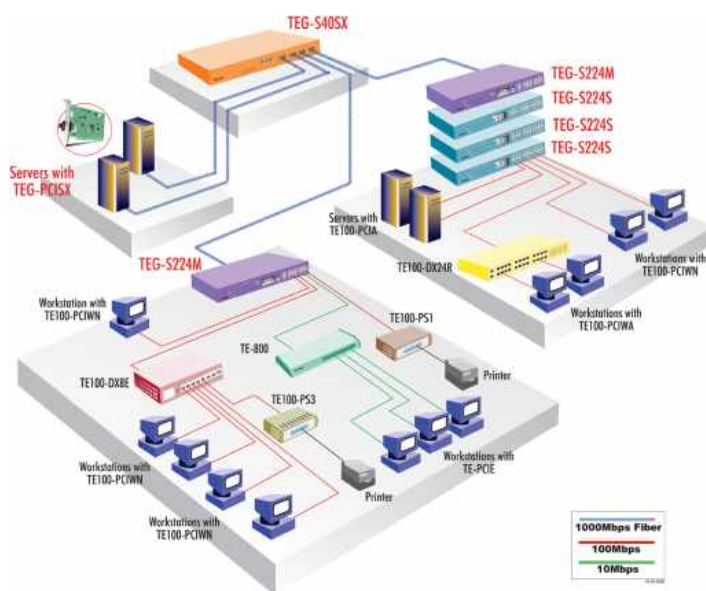 TEG-S40SX
TEG-S224M
TEG-S224S
TEG-S224S
TEG-S224S
Servers with
TEG-PCISX
Servers with
TE100-PCIA
TE100-DX24R
Workstations with
TE100-PCIWN
Workstations with
TE100-PCIWA
TEG-S224M
Workstation with
TE100-PCIWN
TE100-PS1
TE-800
Printer
TE100-DX8E
TE100-PS3
Workstations with
TE-PCIE
Workstations with
TE100-PCIWN
Printer
Workstations with
TE100-PCIWN
1000Mbps Fiber
100Mbps
10Mbps